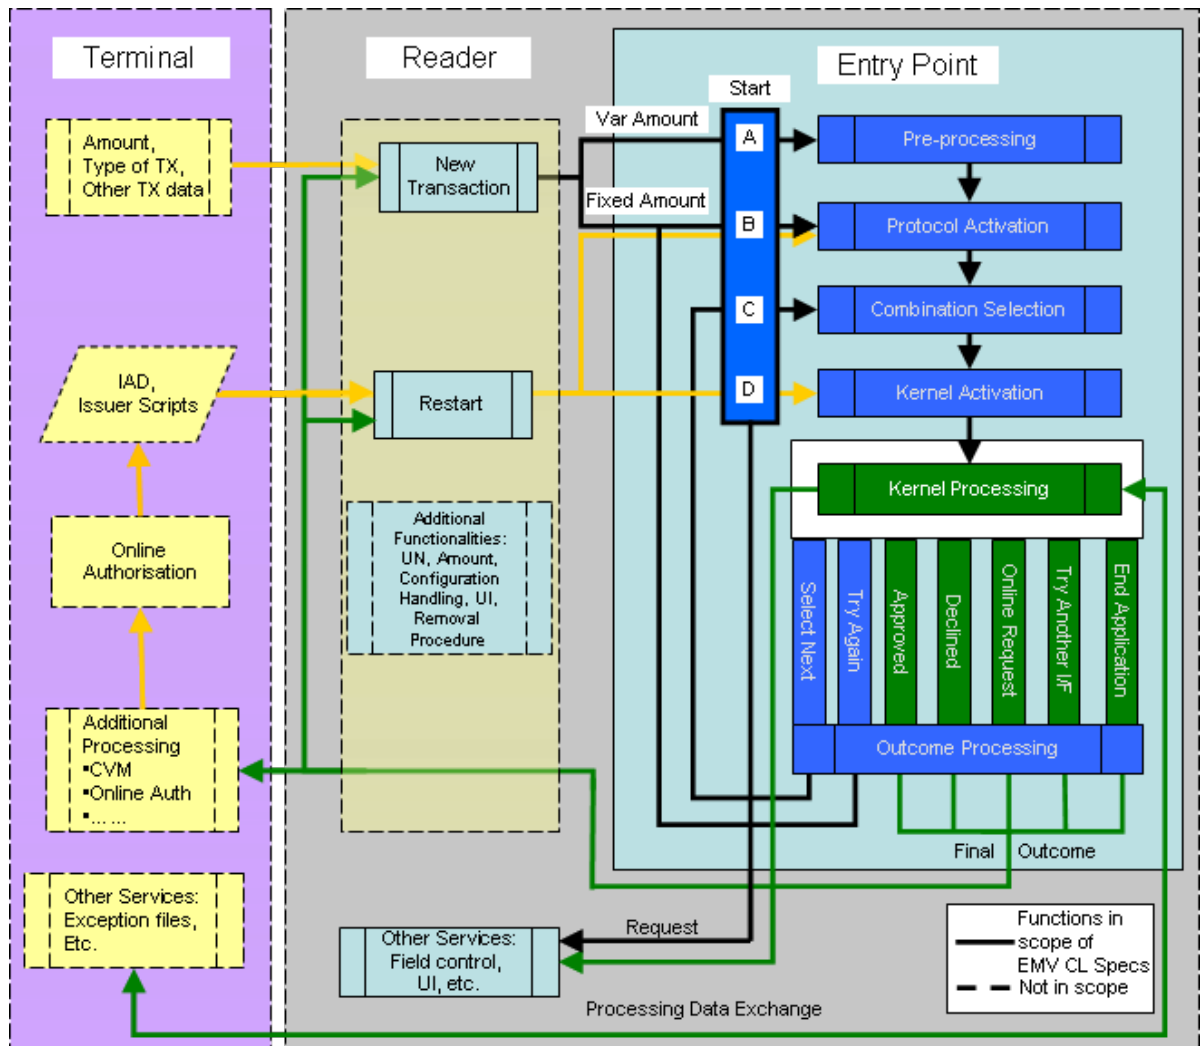 Terminal
Amount,
Type of TX,
Other TX data
IAD,
Issuer Scripts
Online
Authorisation
Additional
Processing
▪CVM
▪Online Auth
▪... ...
Other Services:
Exception files,
Etc.
Reader
New
Transaction
Restart
Additional
Functionalities:
UN, Amount,
Configuration
Handling, UI,
Removal
Procedure
Other Services:
Field control,
UI, etc.
Var Amount
Fixed Amount
Request
Processing Data Exchange
Entry Point
Start
A
B
C
D
Pre-processing
Protocol Activation
Combination Selection
Kernel Activation
Kernel Processing
Select Next
Try Again
Approved
Declined
Online Request
Try Another I/F
End Application
Outcome Processing
Final Outcome
Functions in
scope of
EMV CL Specs
Not in scope